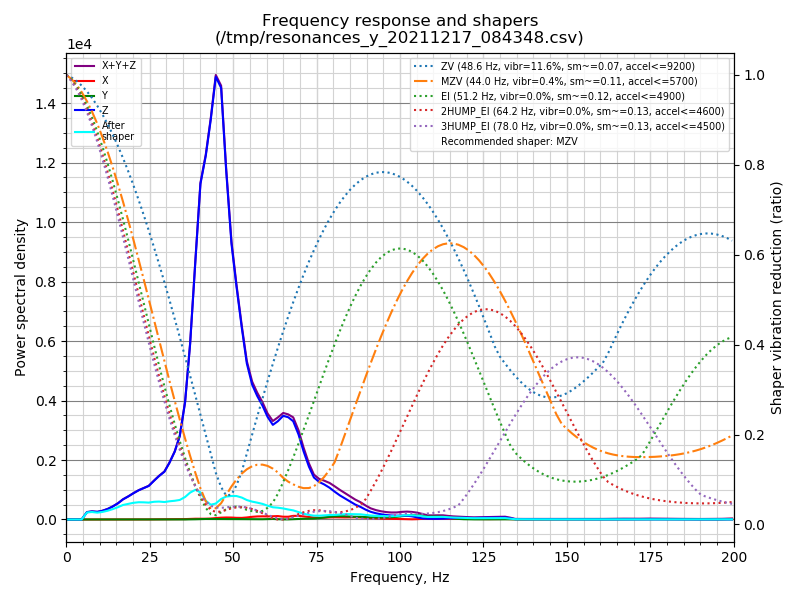 Frequency response and shapers
(/tmp/resonances_y_20211217_084348.csv)
1e4
X+Y+Z
X
Y
Z
After
shaper
ZV (48.6 Hz, vibr=11.6%, sm~=0.07, accel<=9200)
MZV (44.0 Hz, vibr=0.4%, sm~=0.11, accel<=5700)
EI (51.2 Hz, vibr=0.0%, sm~=0.12, accel<=4900)
2HUMP_EI (64.2 Hz, vibr=0.0%, sm~=0.13, accel<=4600)
3HUMP_EI (78.0 Hz, vibr=0.0%, sm~=0.13, accel<=4500)
Recommended shaper: MZV
Power spectral density
1.4
1.2
1.0
0.8
0.6
0.4
0.2
0.0
1.0
0.8
0.6
0.4
0.2
0.0
Shaper vibration reduction (ratio)
0 25 50 75 100 125 150 175 200
Frequency, Hz